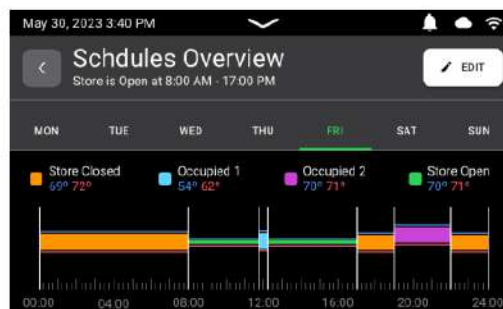 May 30, 2023 3:40 PM
Schdules Overview
Store is Open at 8:00 AM - 17:00 PM
EDIT
MON TUE WED THU FRI SAT SUN
Store Closed Occupied 1 Occupied 2 Store Open
69° 72° 54° 62° 70° 71° 70° 71°
00:00 04:00 08:00 12:00 16:00 20:00 24:00